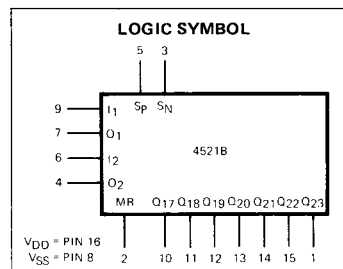 LOGIC SYMBOL
5 3
SP SN
9 I1
7 O1
6 I2
4 O2
4521B
MR Q17 Q18 Q19 Q20 Q21 Q22 Q23
VDD = PIN 16
VSS = PIN 8
2 10 11 12 13 14 15 1